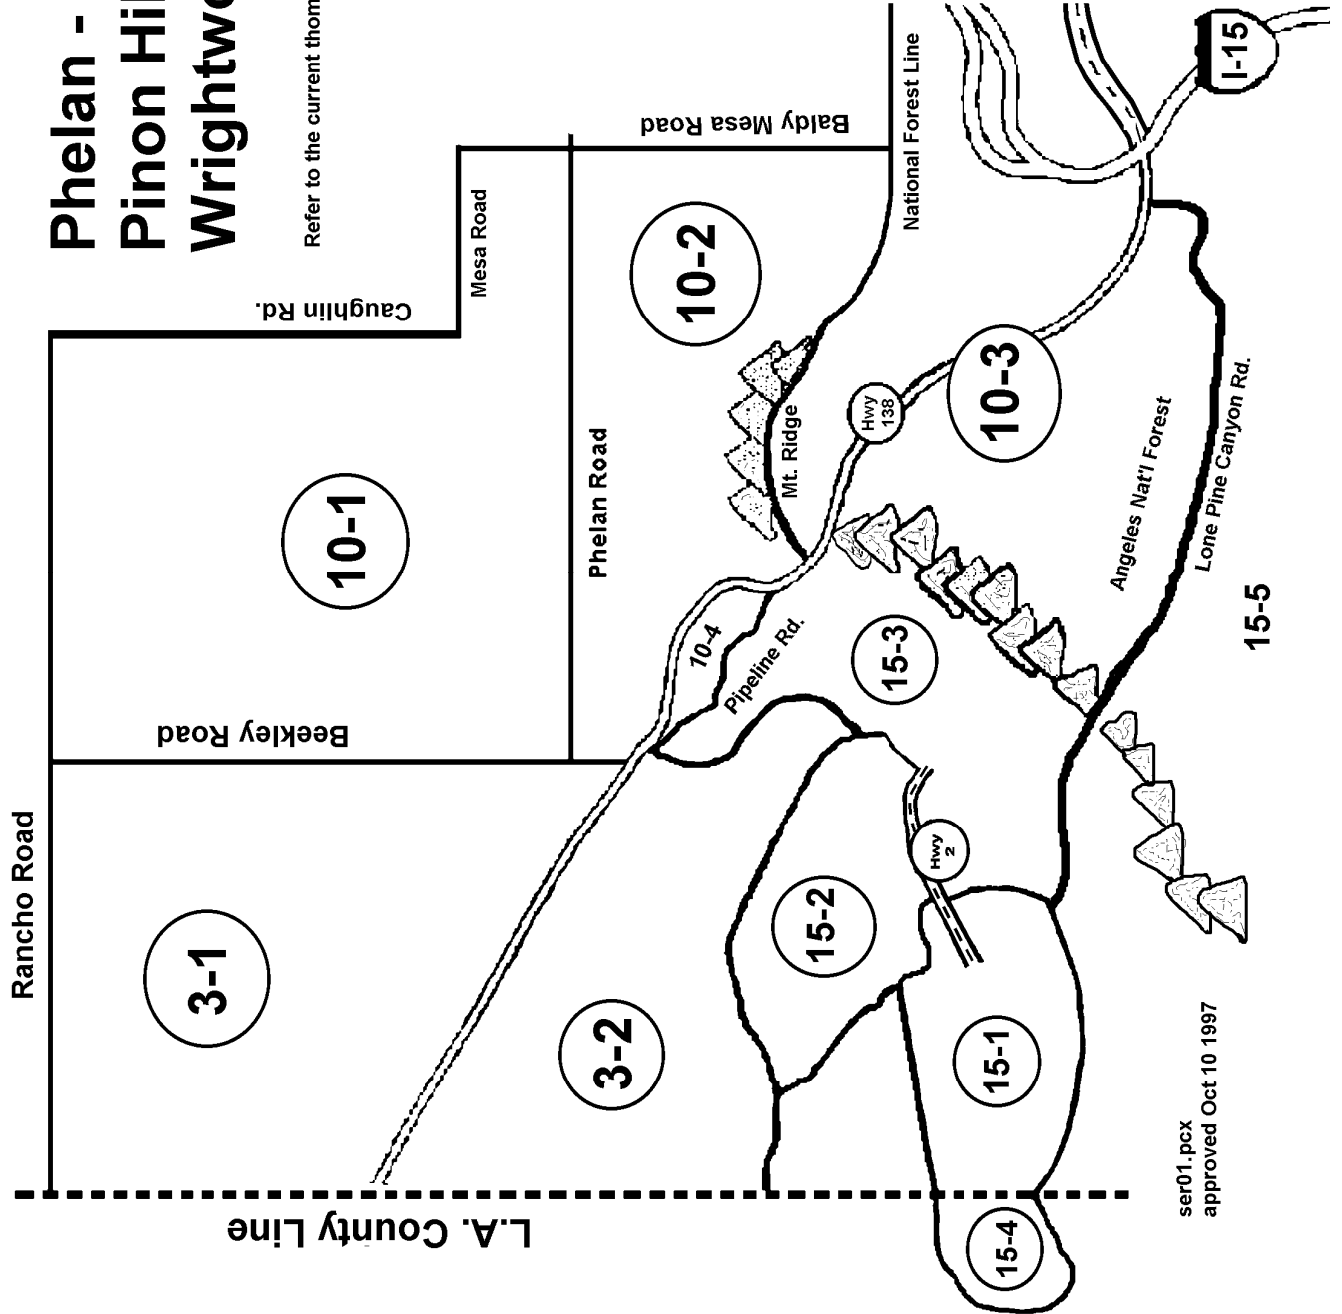 Phelan -
Pinon Hil
Wrightwo
Refer to the current thom
Rancho Road
Caughlin Rd.
Mesa Road
Baldy Mesa Road
National Forest Line
I-15
10-1
10-2
Beekley Road
Phelan Road
Mt. Ridge
Hwy
138
10-3
3-1
10-4
Pipeline Rd.
15-3
Angeles Nat'l Forest
Lone Pine Canyon Rd.
15-5
3-2
15-2
Hwy
2
15-1
L.A. County Line
15-4
ser01.pcx
approved Oct 10 1997